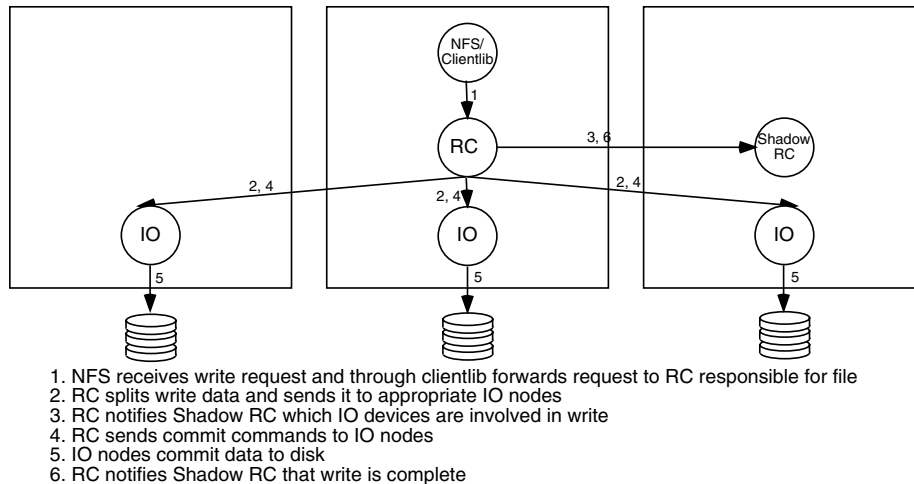 NFS/
Clientlib
1
RC
3, 6
Shadow
RC
2, 4
2, 4
2, 4
IO
IO
IO
5
5
5
1. NFS receives write request and through clientlib forwards request to RC responsible for file
2. RC splits write data and sends it to appropriate IO nodes
3. RC notifies Shadow RC which IO devices are involved in write
4. RC sends commit commands to IO nodes
5. IO nodes commit data to disk
6. RC notifies Shadow RC that write is complete